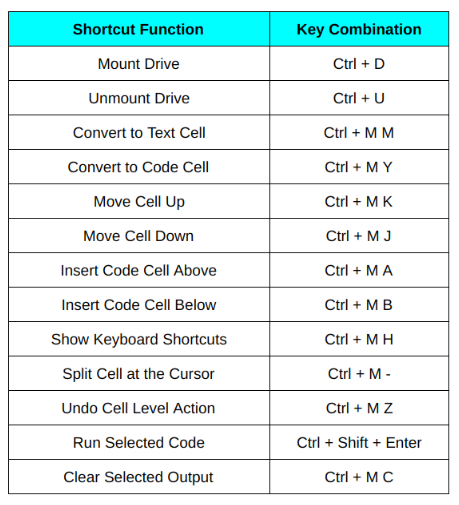 Shortcut Function Key Combination
Mount Drive Ctrl + D
Unmount Drive Ctrl + U
Convert to Text Cell Ctrl + M M
Convert to Code Cell Ctrl + M Y
Move Cell Up Ctrl + M K
Move Cell Down Ctrl + M J
Insert Code Cell Above Ctrl + M A
Insert Code Cell Below Ctrl + M B
Show Keyboard Shortcuts Ctrl + M H
Split Cell at the Cursor Ctrl + M -
Undo Cell Level Action Ctrl + M Z
Run Selected Code Ctrl + Shift + Enter
Clear Selected Output Ctrl + M C